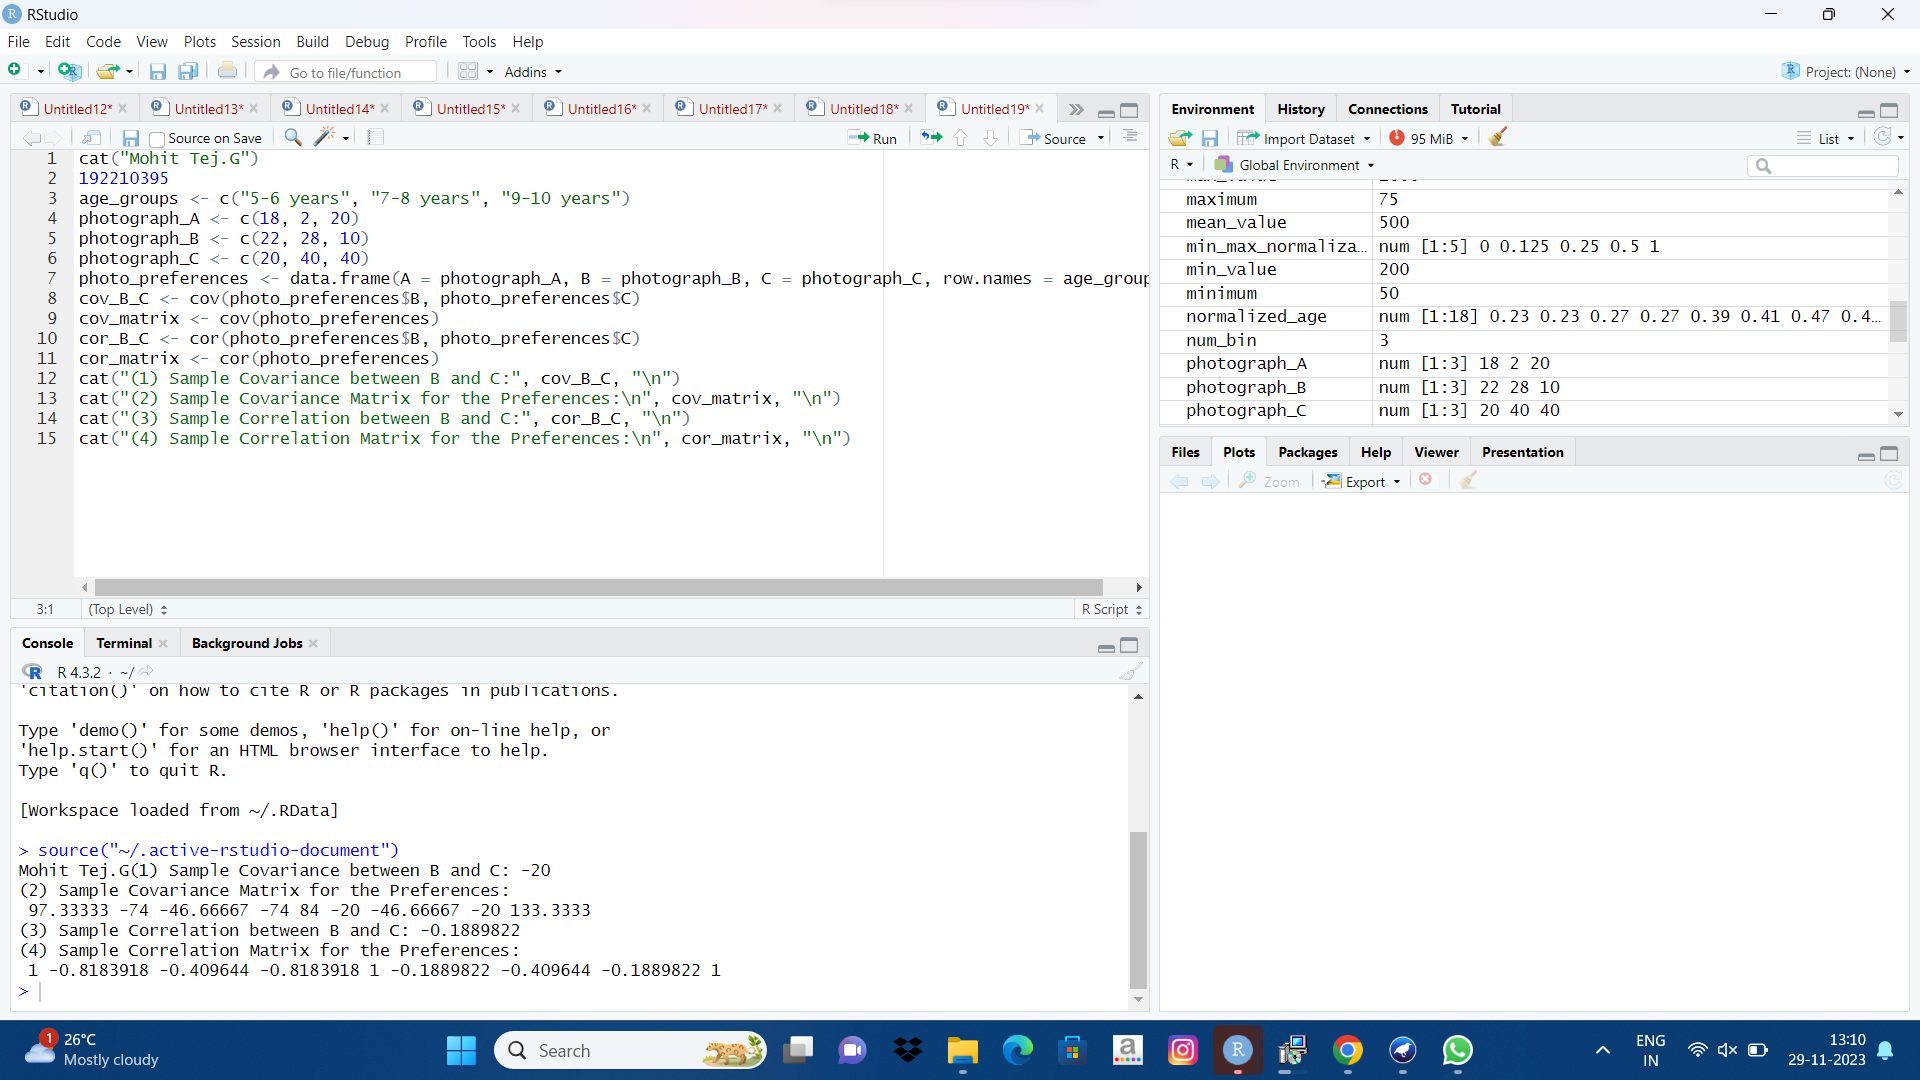 RStudio
File Edit Code View Plots Session Build Debug Profile Tools Help
Go to file/function Addins Project: (None)
Untitled12* Untitled13* Untitled14* Untitled15* Untitled16* Untitled17* Untitled18* Untitled19*
Source on Save Run Source
1 cat("Mohit Tej.G")
2 192210395
3 age_groups <- c("5-6 years", "7-8 years", "9-10 years")
4 photograph_A <- c(18, 2, 20)
5 photograph_B <- c(22, 28, 10)
6 photograph_C <- c(20, 40, 40)
7 photo_preferences <- data.frame(A = photograph_A, B = photograph_B, C = photograph_C, row.names = age_group
8 cov_B_C <- cov(photo_preferences$B, photo_preferences$C)
9 cov_matrix <- cov(photo_preferences)
10 cor_B_C <- cor(photo_preferences$B, photo_preferences$C)
11 cor_matrix <- cor(photo_preferences)
12 cat("(1) Sample Covariance between B and C:", cov_B_C, "\n")
13 cat("(2) Sample Covariance Matrix for the Preferences:\n", cov_matrix, "\n")
14 cat("(3) Sample Correlation between B and C:", cor_B_C, "\n")
15 cat("(4) Sample Correlation Matrix for the Preferences:\n", cor_matrix, "\n")
3:1 (Top Level) R Script
Console Terminal Background Jobs
R 4.3.2 · ~/
'citation()' on how to cite R or R packages in publications.
Type 'demo()' for some demos, 'help()' for on-line help, or
'help.start()' for an HTML browser interface to help.
Type 'q()' to quit R.
[Workspace loaded from ~/.RData]
> source("~/.active-rstudio-document")
Mohit Tej.G(1) Sample Covariance between B and C: -20
(2) Sample Covariance Matrix for the Preferences:
97.33333 -74 -46.66667 -74 84 -20 -46.66667 -20 133.3333
(3) Sample Correlation between B and C: -0.1889822
(4) Sample Correlation Matrix for the Preferences:
1 -0.8183918 -0.409644 -0.8183918 1 -0.1889822 -0.409644 -0.1889822 1
>
Environment History Connections Tutorial
Import Dataset 95 MiB List
R Global Environment
maximum 75
mean_value 500
min_max_normaliza… num [1:5] 0 0.125 0.25 0.5 1
min_value 200
minimum 50
normalized_age num [1:18] 0.23 0.23 0.27 0.27 0.39 0.41 0.47 0.4…
num_bin 3
photograph_A num [1:3] 18 2 20
photograph_B num [1:3] 22 28 10
photograph_C num [1:3] 20 40 40
Files Plots Packages Help Viewer Presentation
Zoom Export
1 26°C
Mostly cloudy
Search
ENG
IN
13:10
29-11-2023